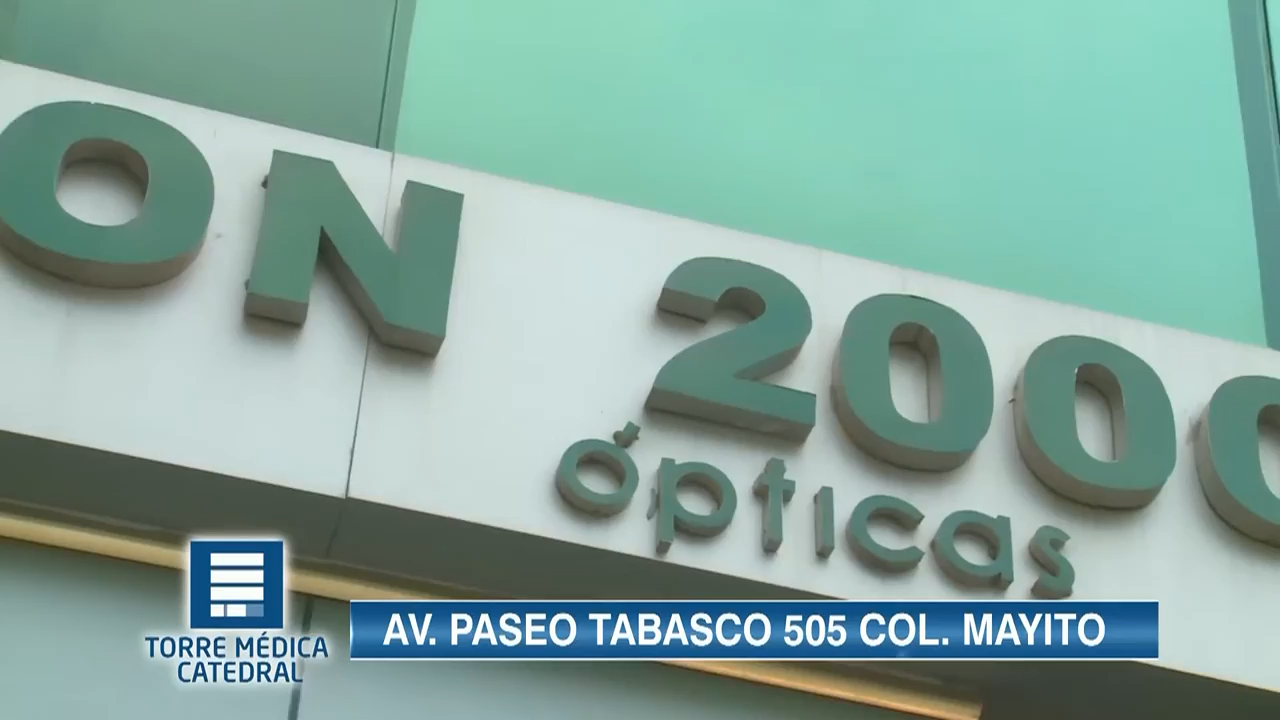 ON 2000
ópticas
TORRE MÉDICA
CATEDRAL
AV. PASEO TABASCO 505 COL. MAYITO